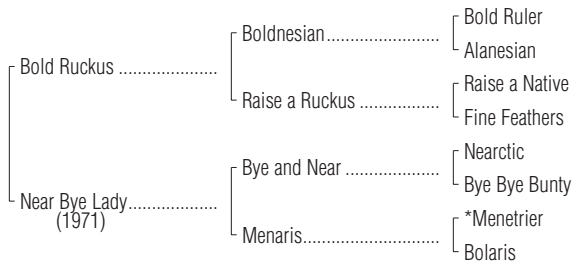 Bold Ruler
Boldnesian........................
Alanesian
Bold Ruckus .....................
Raise a Native
Raise a Ruckus .................
Fine Feathers
Nearctic
Bye and Near ....................
Bye Bye Bunty
Near Bye Lady...................
(1971)
*Menetrier
Menaris.............................
Bolaris